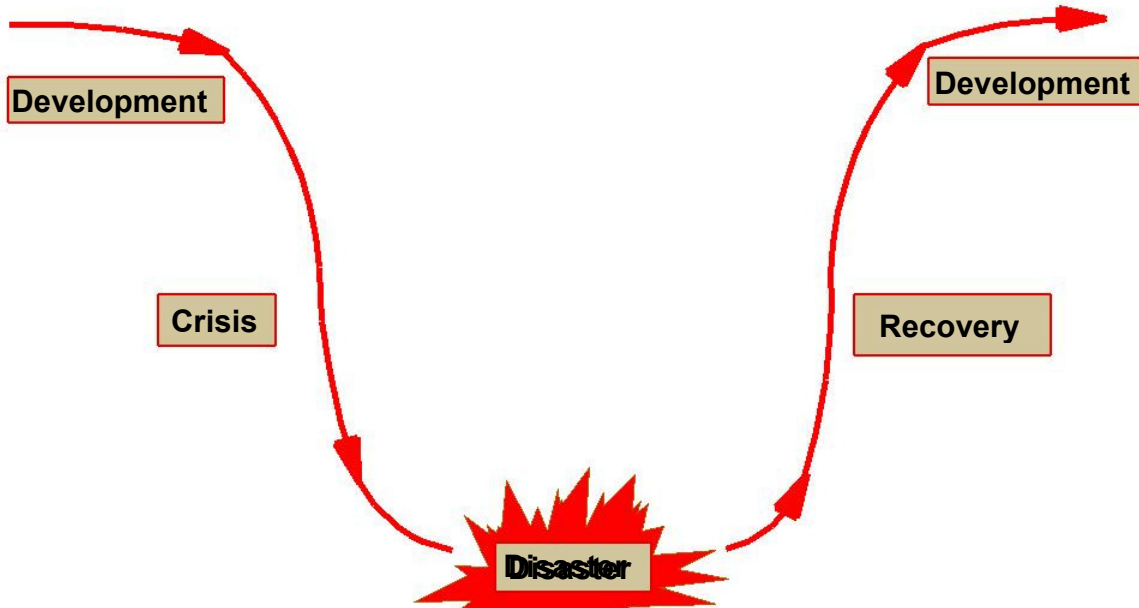 Development
Development
Crisis
Recovery
Disaster